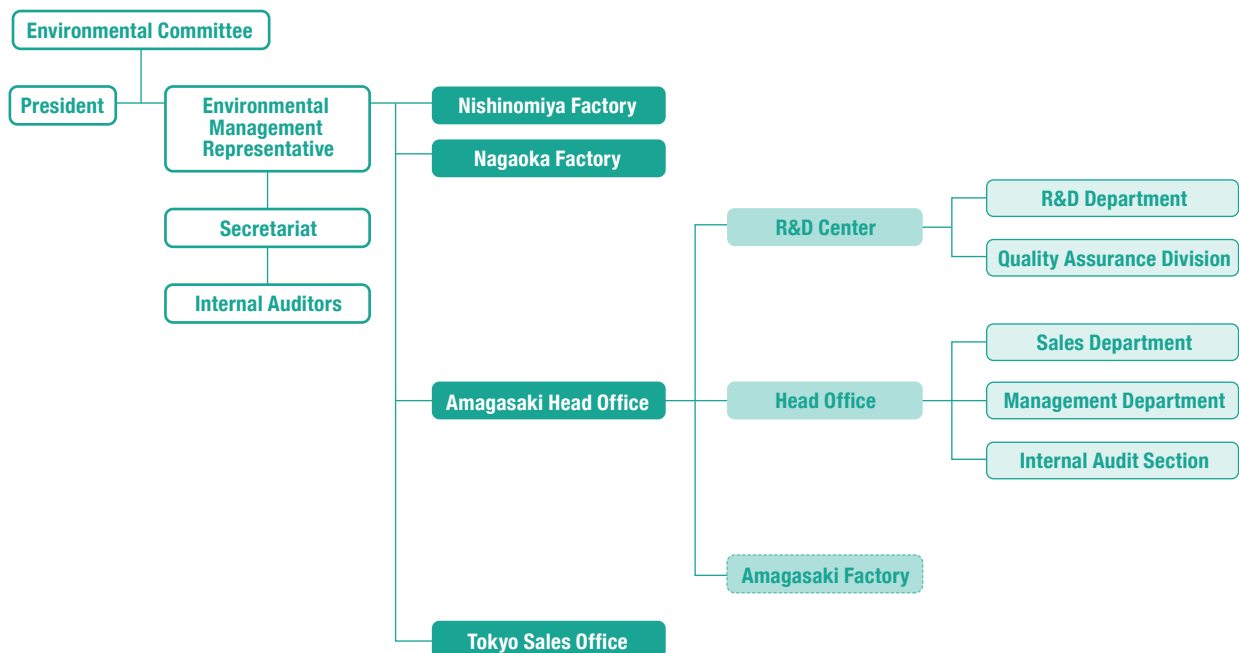 Environmental Committee
President
Environmental
Management
Representative
Secretariat
Internal Auditors
Nishinomiya Factory
Nagaoka Factory
Amagasaki Head Office
Tokyo Sales Office
R&D Center
Head Office
Amagasaki Factory
R&D Department
Quality Assurance Division
Sales Department
Management Department
Internal Audit Section